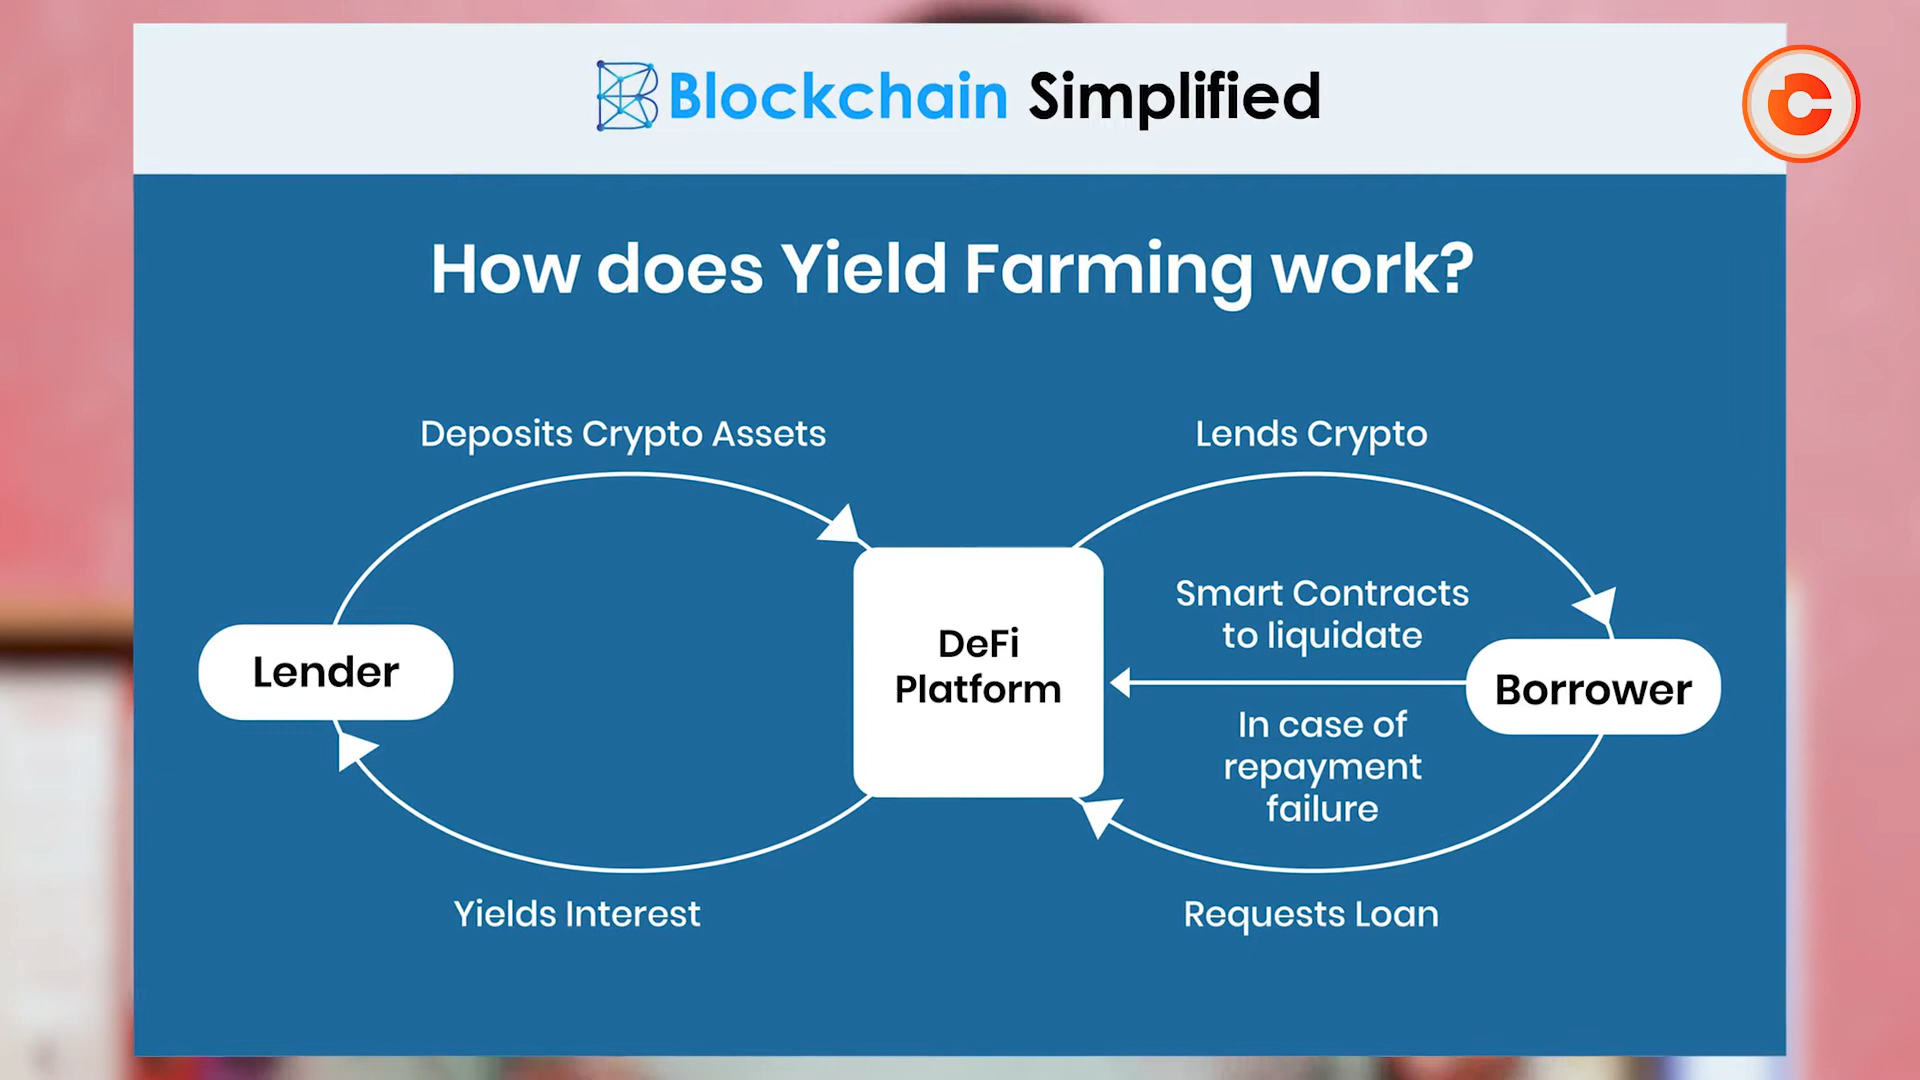 Blockchain Simplified
How does Yield Farming work?
Deposits Crypto Assets
Lends Crypto
Smart Contracts
to liquidate
Lender
DeFi
Platform
Borrower
In case of
repayment
failure
Yields Interest
Requests Loan